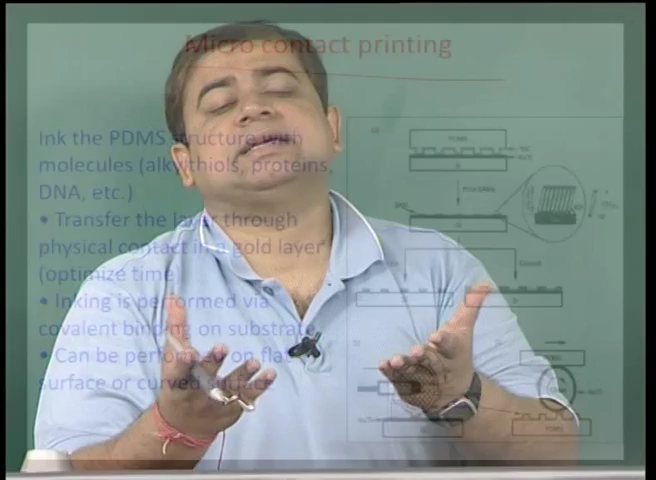 Micro contact printing
Ink the PDMS structure with
molecules (alkylthiols, proteins,
DNA, etc.)
• Transfer the layer through
physical contact in a gold layer
(optimize time
• Inking is performed via
covalent binding on substrate
• Can be performed on flat
surface or curved surface